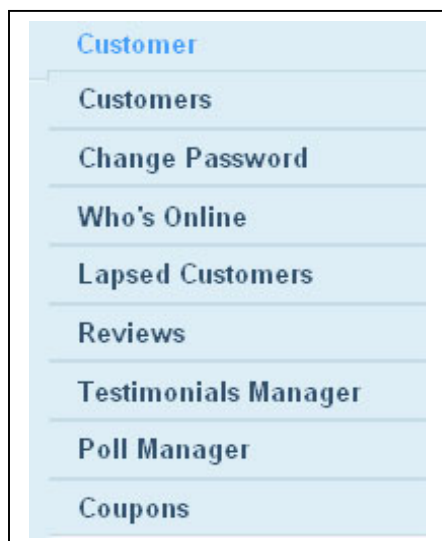 Customer
Customers
Change Password
Who's Online
Lapsed Customers
Reviews
Testimonials Manager
Poll Manager
Coupons